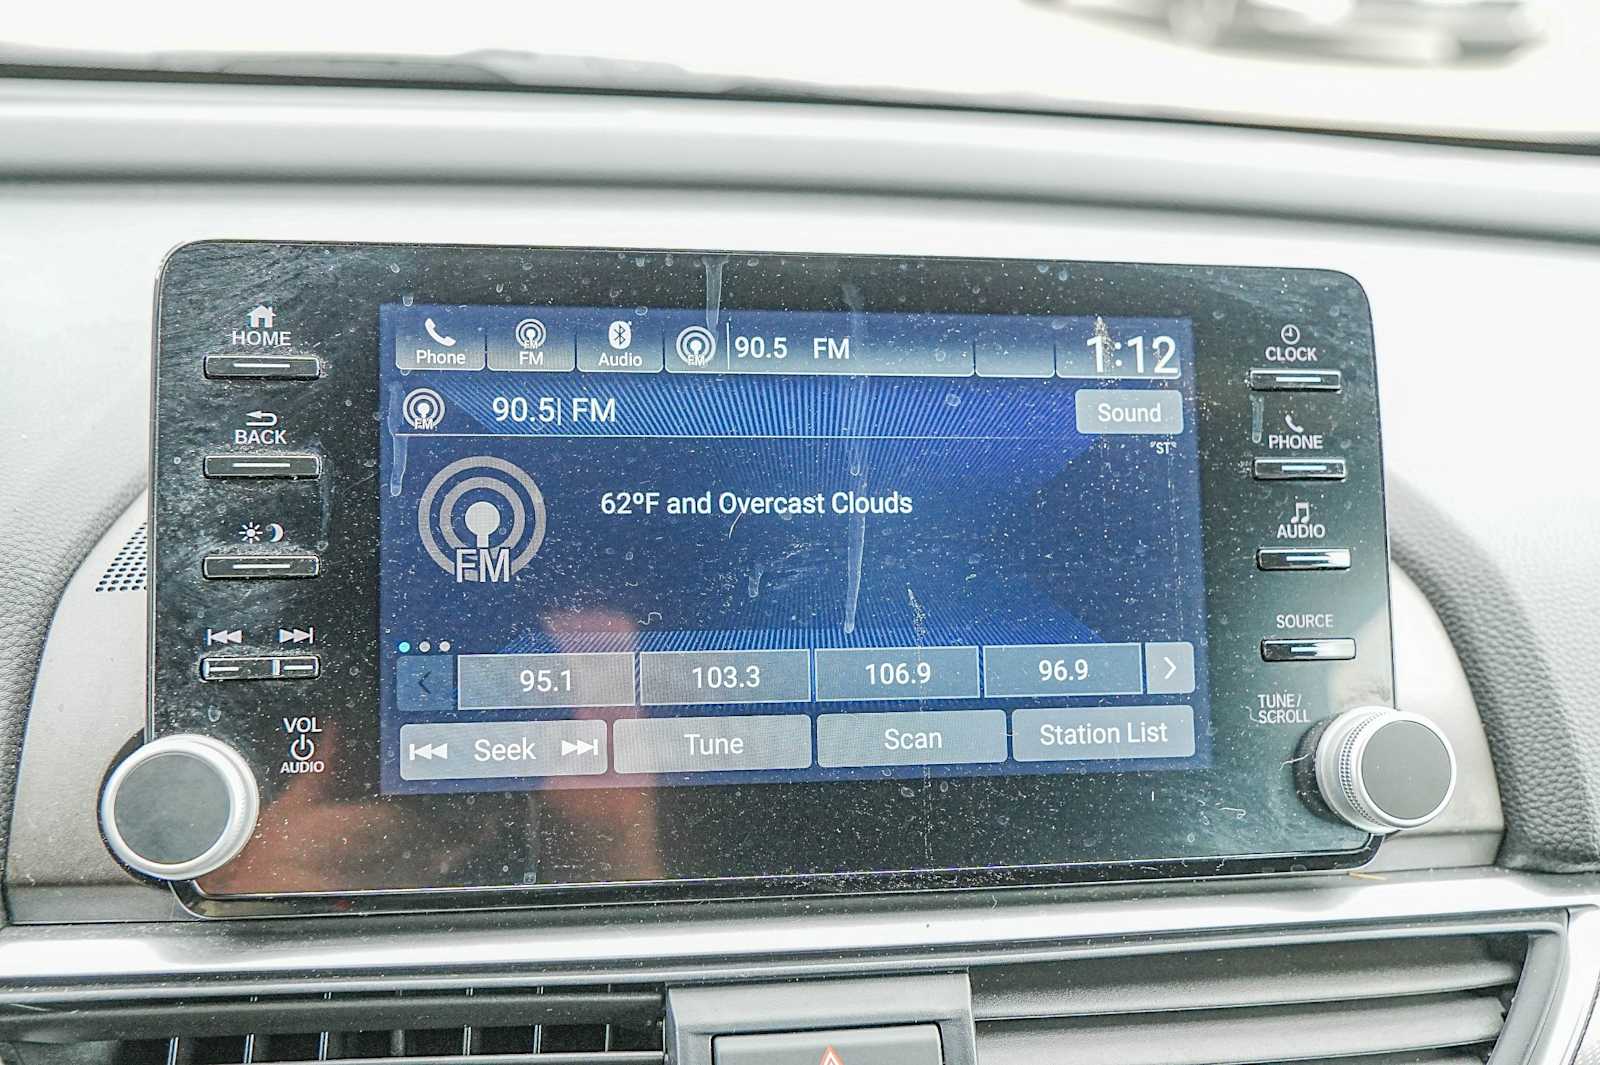 HOME
BACK
VOL
AUDIO
Phone
FM
FM
Audio
FM
90.5 FM
1:12
FM
90.5| FM
Sound
"ST"
FM
62ºF and Overcast Clouds
95.1
103.3
106.9
96.9
Seek
Tune
Scan
Station List
CLOCK
PHONE
AUDIO
SOURCE
TUNE/
SCROLL